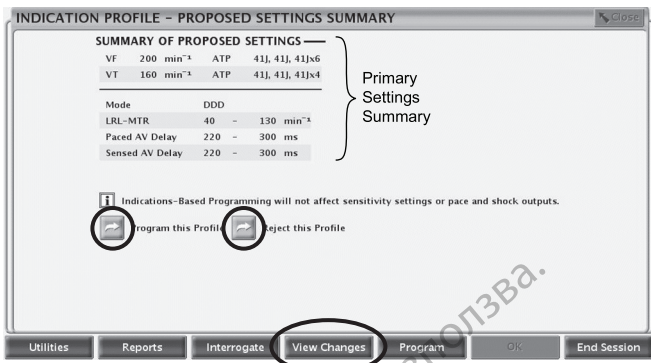 INDICATION PROFILE – PROPOSED SETTINGS SUMMARY
Close
SUMMARY OF PROPOSED SETTINGS
VF 200 min⁻¹ ATP 41J, 41J, 41Jx6
VT 160 min⁻¹ ATP 41J, 41J, 41Jx4
Mode DDD
LRL-MTR 40 - 130 min⁻¹
Paced AV Delay 220 - 300 ms
Sensed AV Delay 220 - 300 ms
Primary
Settings
Summary
i Indications-Based Programming will not affect sensitivity settings or pace and shock outputs.
Program this Profile Reject this Profile
Utilities Reports Interrogate View Changes Program OK End Session